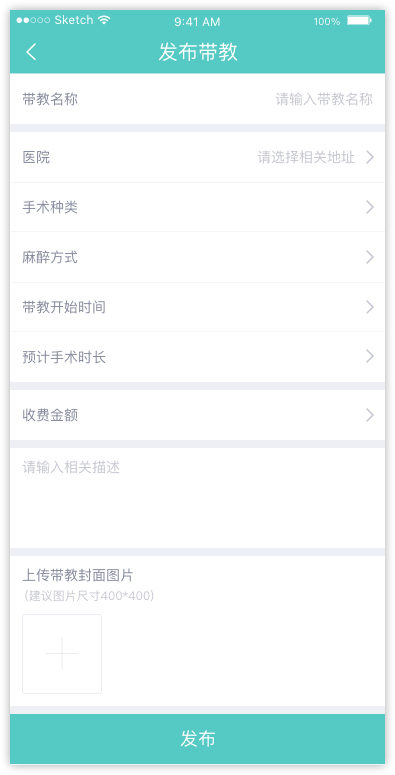 Sketch 9:41 AM 100%
发布带教
带教名称 请输入带教名称
医院 请选择相关地址
手术种类
麻醉方式
带教开始时间
预计手术时长
收费金额
请输入相关描述
上传带教封面图片
(建议图片尺寸400*400)
发布